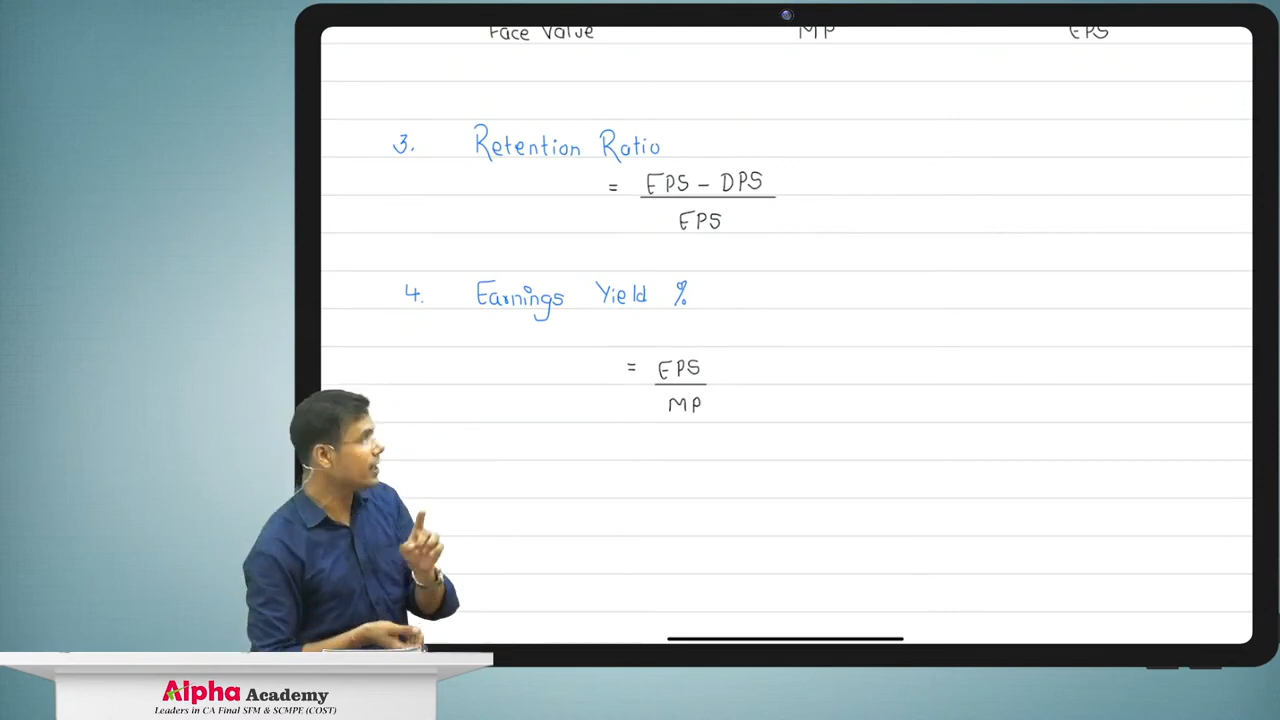 Face Value MP EPS
3. Retention Ratio
= EPS - DPS
EPS
4. Earnings Yield %
= EPS
MP
Alpha Academy
Leaders in CA Final SFM & SCMPE (COST)